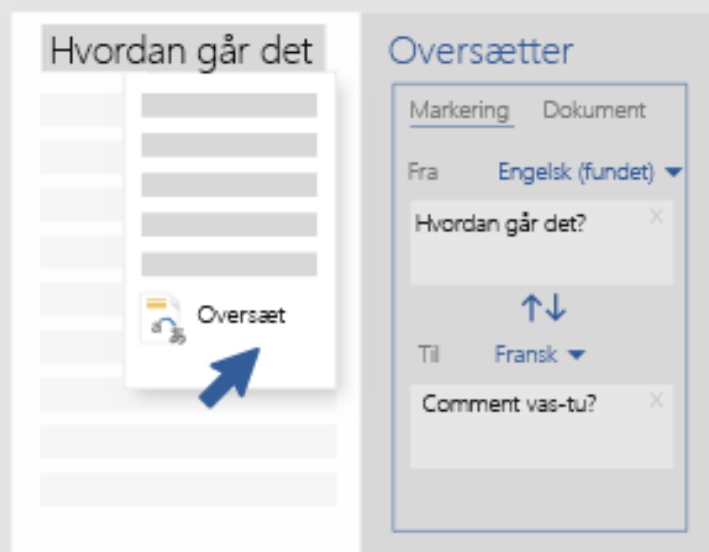 Hvordan går det
Oversæt
Oversætter
Markering Dokument
Fra Engelsk (fundet)
Hvordan går det?
Til Fransk
Comment vas-tu?